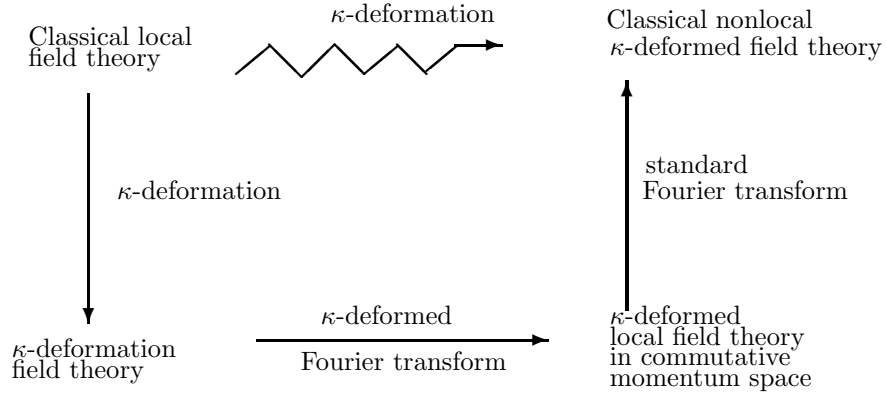 κ-deformation
Classical local
field theory
Classical nonlocal
κ-deformed field theory
κ-deformation
standard
Fourier transform
κ-deformation
field theory
κ-deformed
Fourier transform
κ-deformed
local field theory
in commutative
momentum space